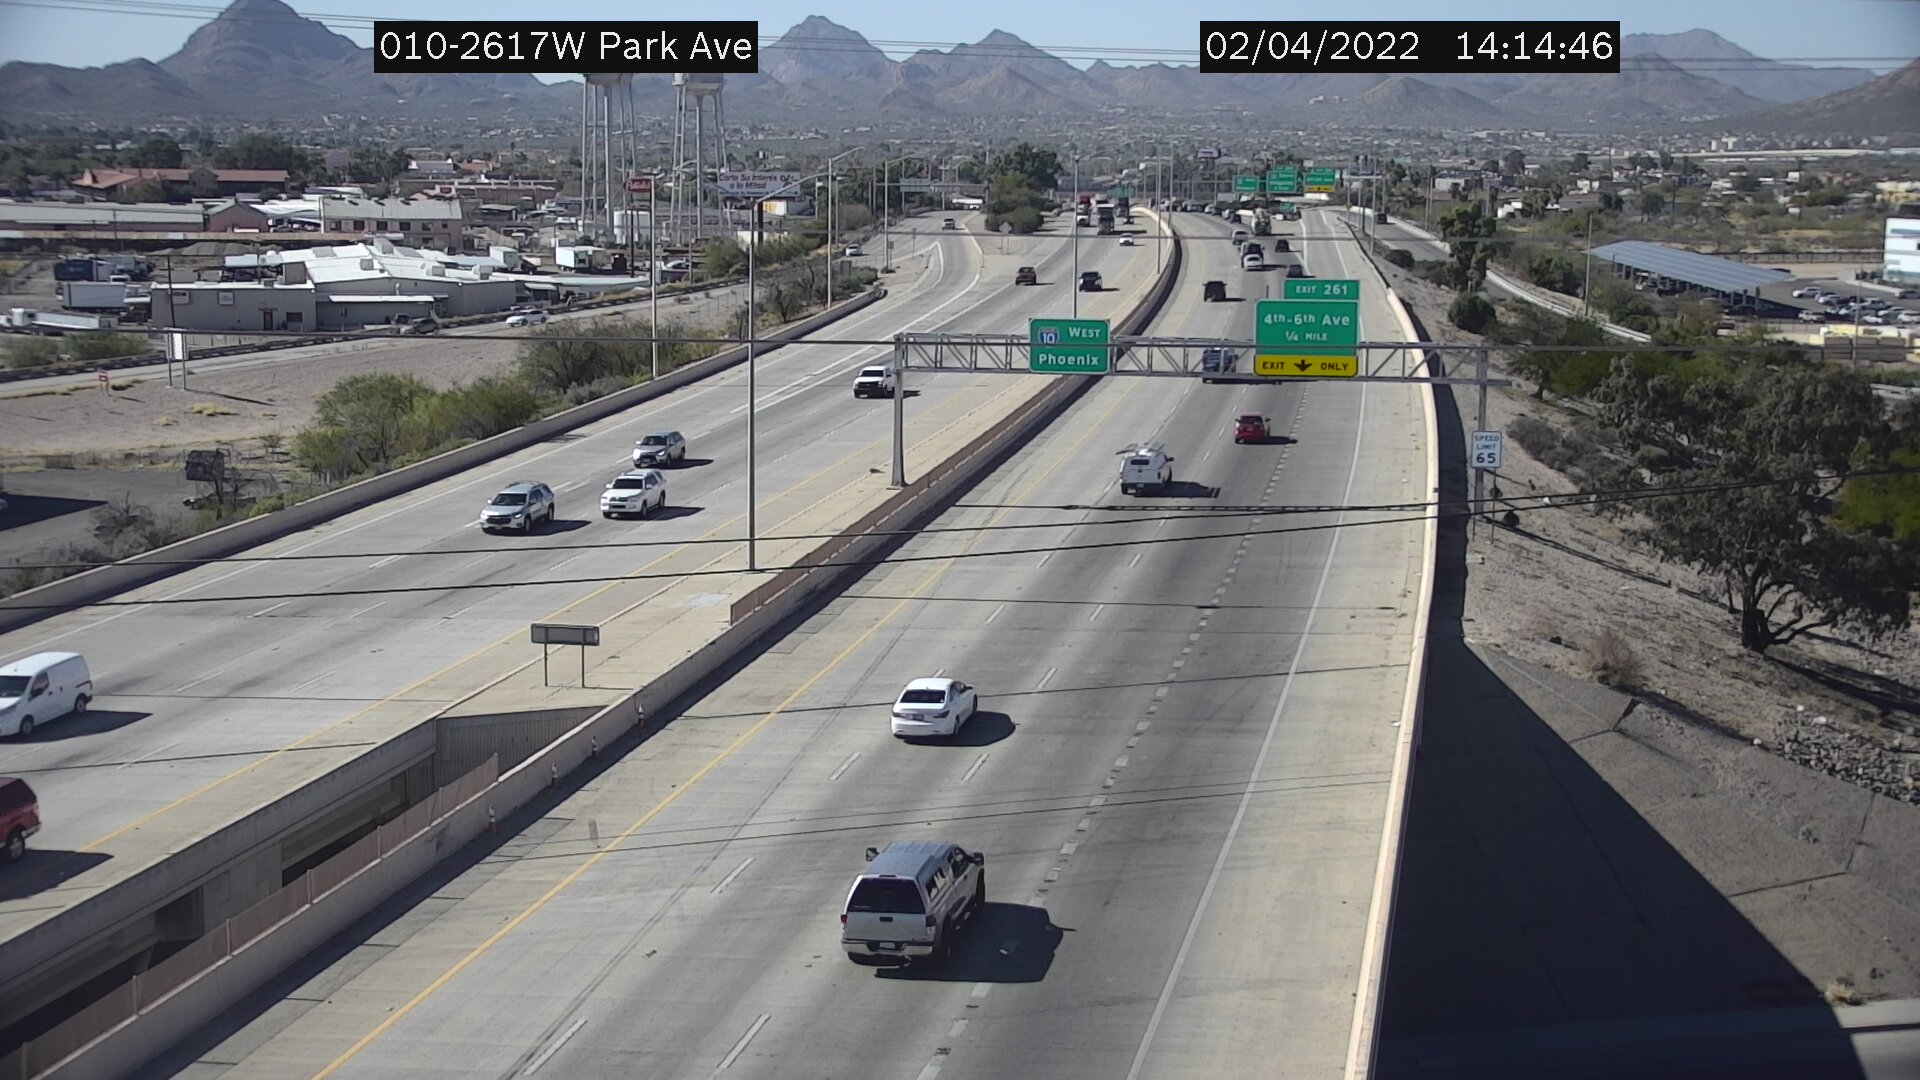 010-2617W Park Ave
02/04/2022 14:14:46
EXIT 261
4th-6th Ave
1/4 MILE
EXIT ONLY
10 WEST
Phoenix
SPEED
LIMIT
65